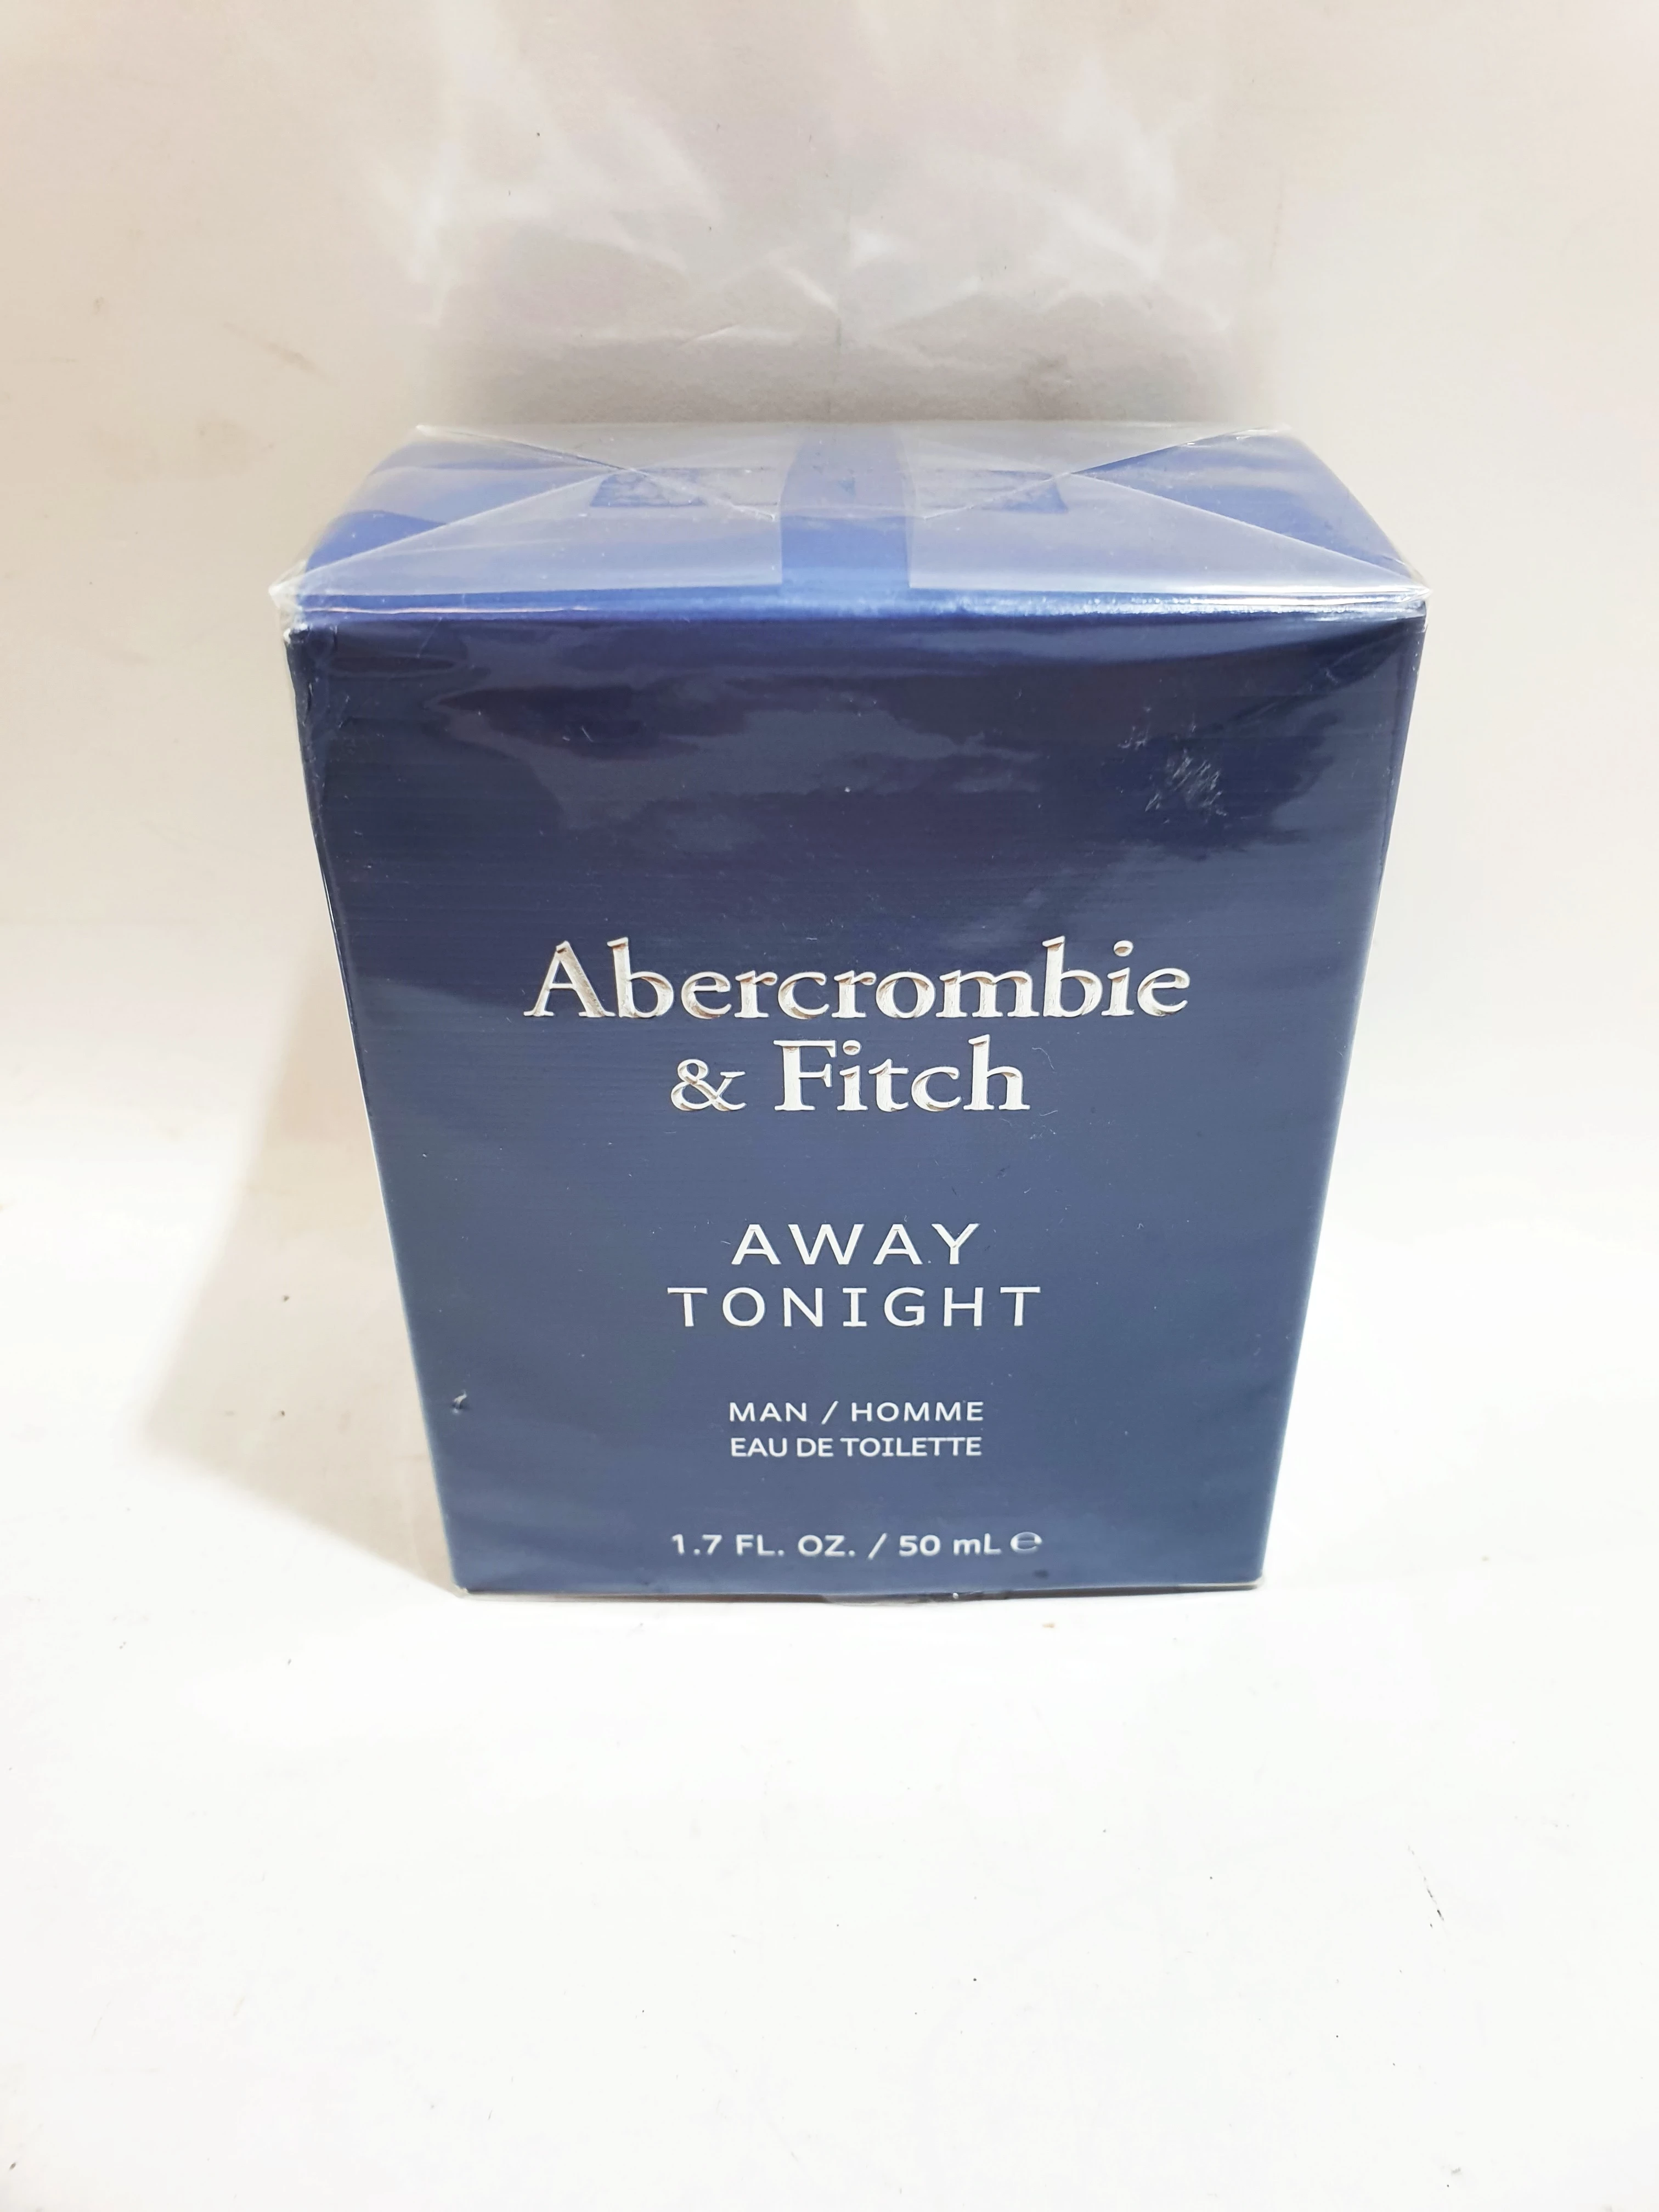 Abercrombie
& Fitch
AWAY
TONIGHT
MAN / HOMME
EAU DE TOILETTE
1.7 FL. OZ. / 50 mL ℮